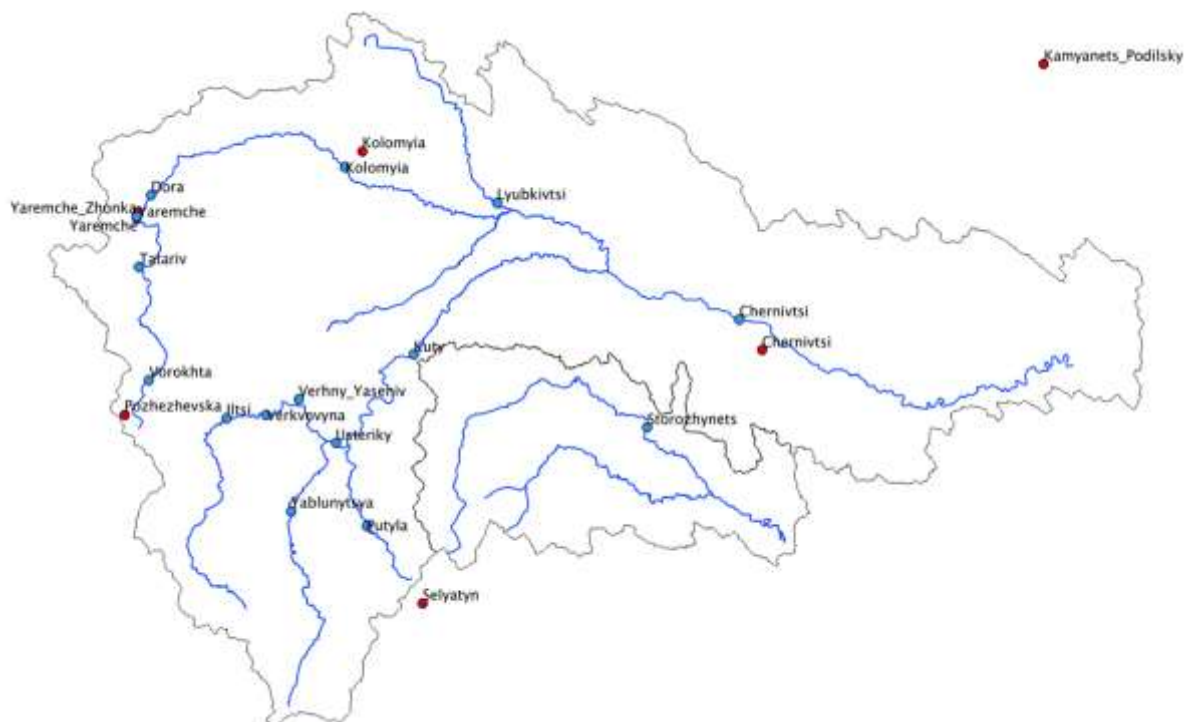 Kamyanets_Podilsky
Kolomyia
Kolomyia
Dora
Lyubkivtsi
Yaremche_Zhonka
Yaremche
Yaremche
Tatariv
Chernivtsi
Chernivtsi
Kuty
Vorokhta
Verhny_Yaseniv
Pozhezhevska
Iltsi
Verkvovyna
Storozhynets
Usteriky
Yablunytsya
Putyla
Selyatyn